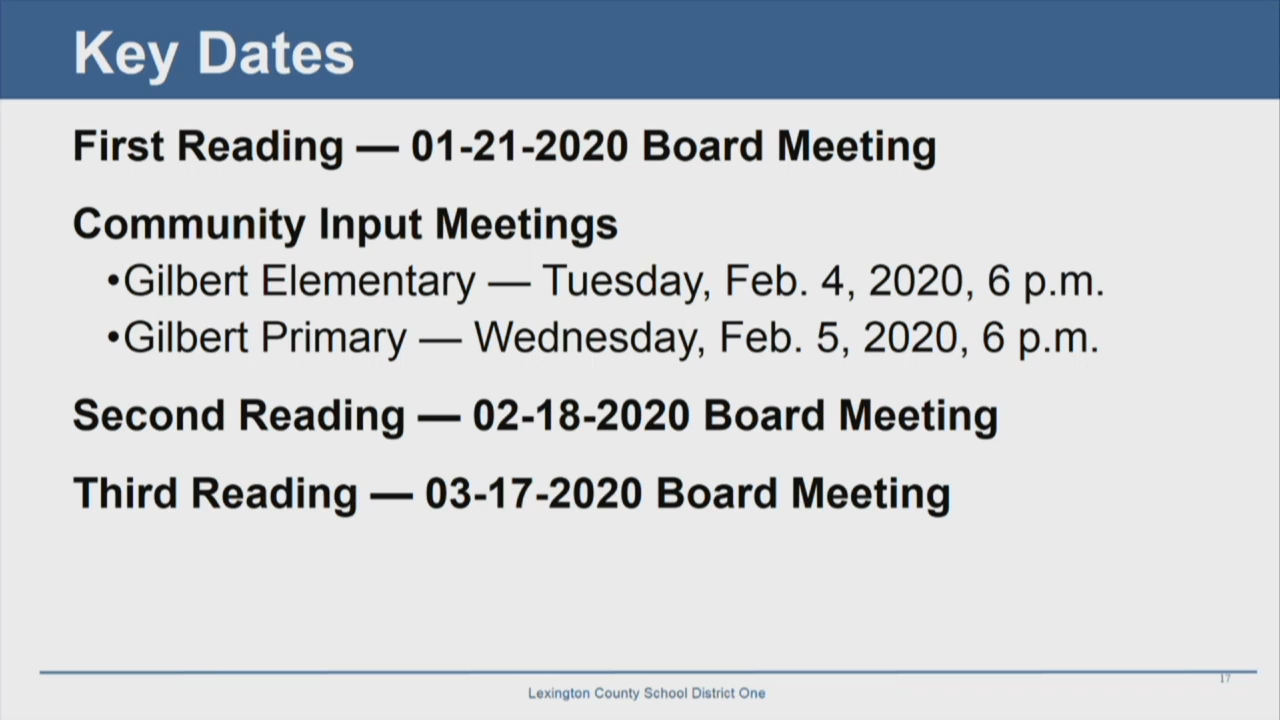 Key Dates
First Reading — 01-21-2020 Board Meeting
Community Input Meetings
•Gilbert Elementary — Tuesday, Feb. 4, 2020, 6 p.m.
•Gilbert Primary — Wednesday, Feb. 5, 2020, 6 p.m.
Second Reading — 02-18-2020 Board Meeting
Third Reading — 03-17-2020 Board Meeting
17
Lexington County School District One